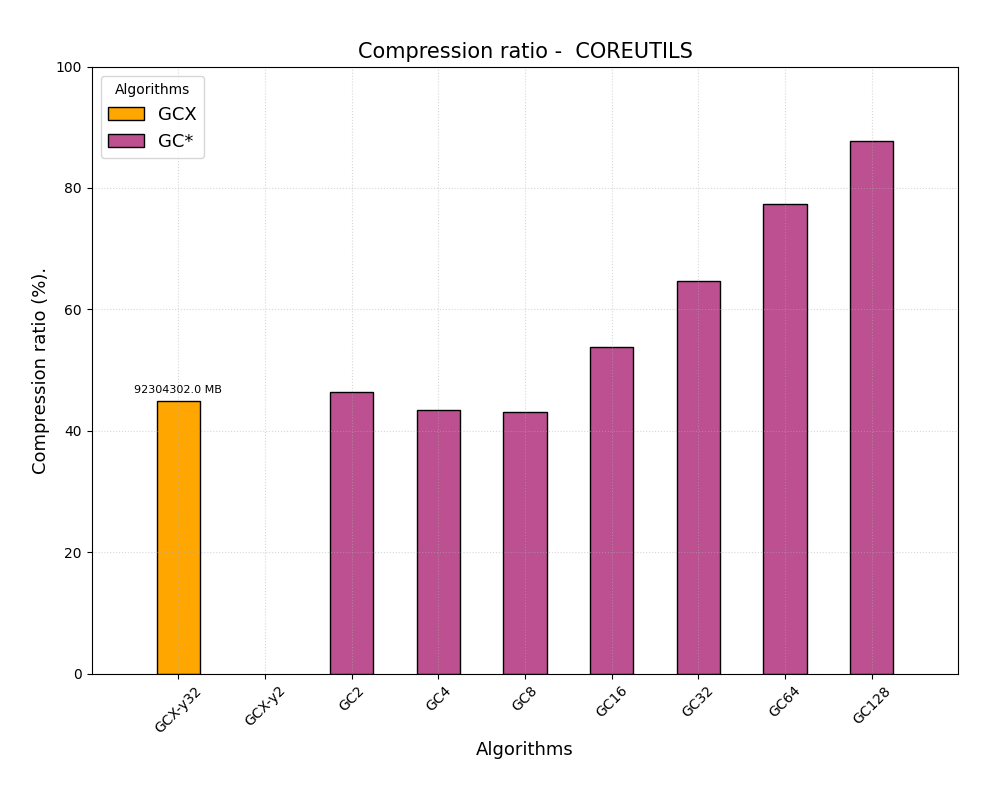 Compression ratio -  COREUTILS
100
80
60
40
20
0
Compression ratio (%).
Algorithms
GCX
GC*
92304302.0 MB
GCX-y32
GCX-y2
GC2
GC4
GC8
GC16
GC32
GC64
GC128
Algorithms